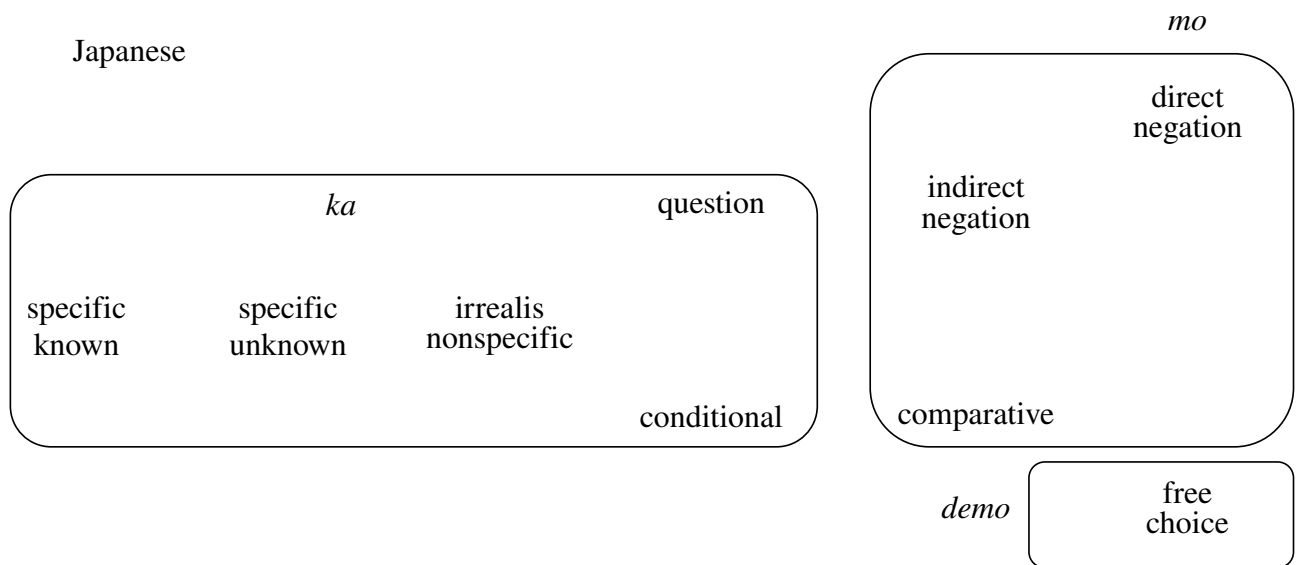 mo
Japanese
direct
negation
indirect
negation
ka
question
specific
known
specific
unknown
irrealis
nonspecific
conditional
comparative
demo
free
choice